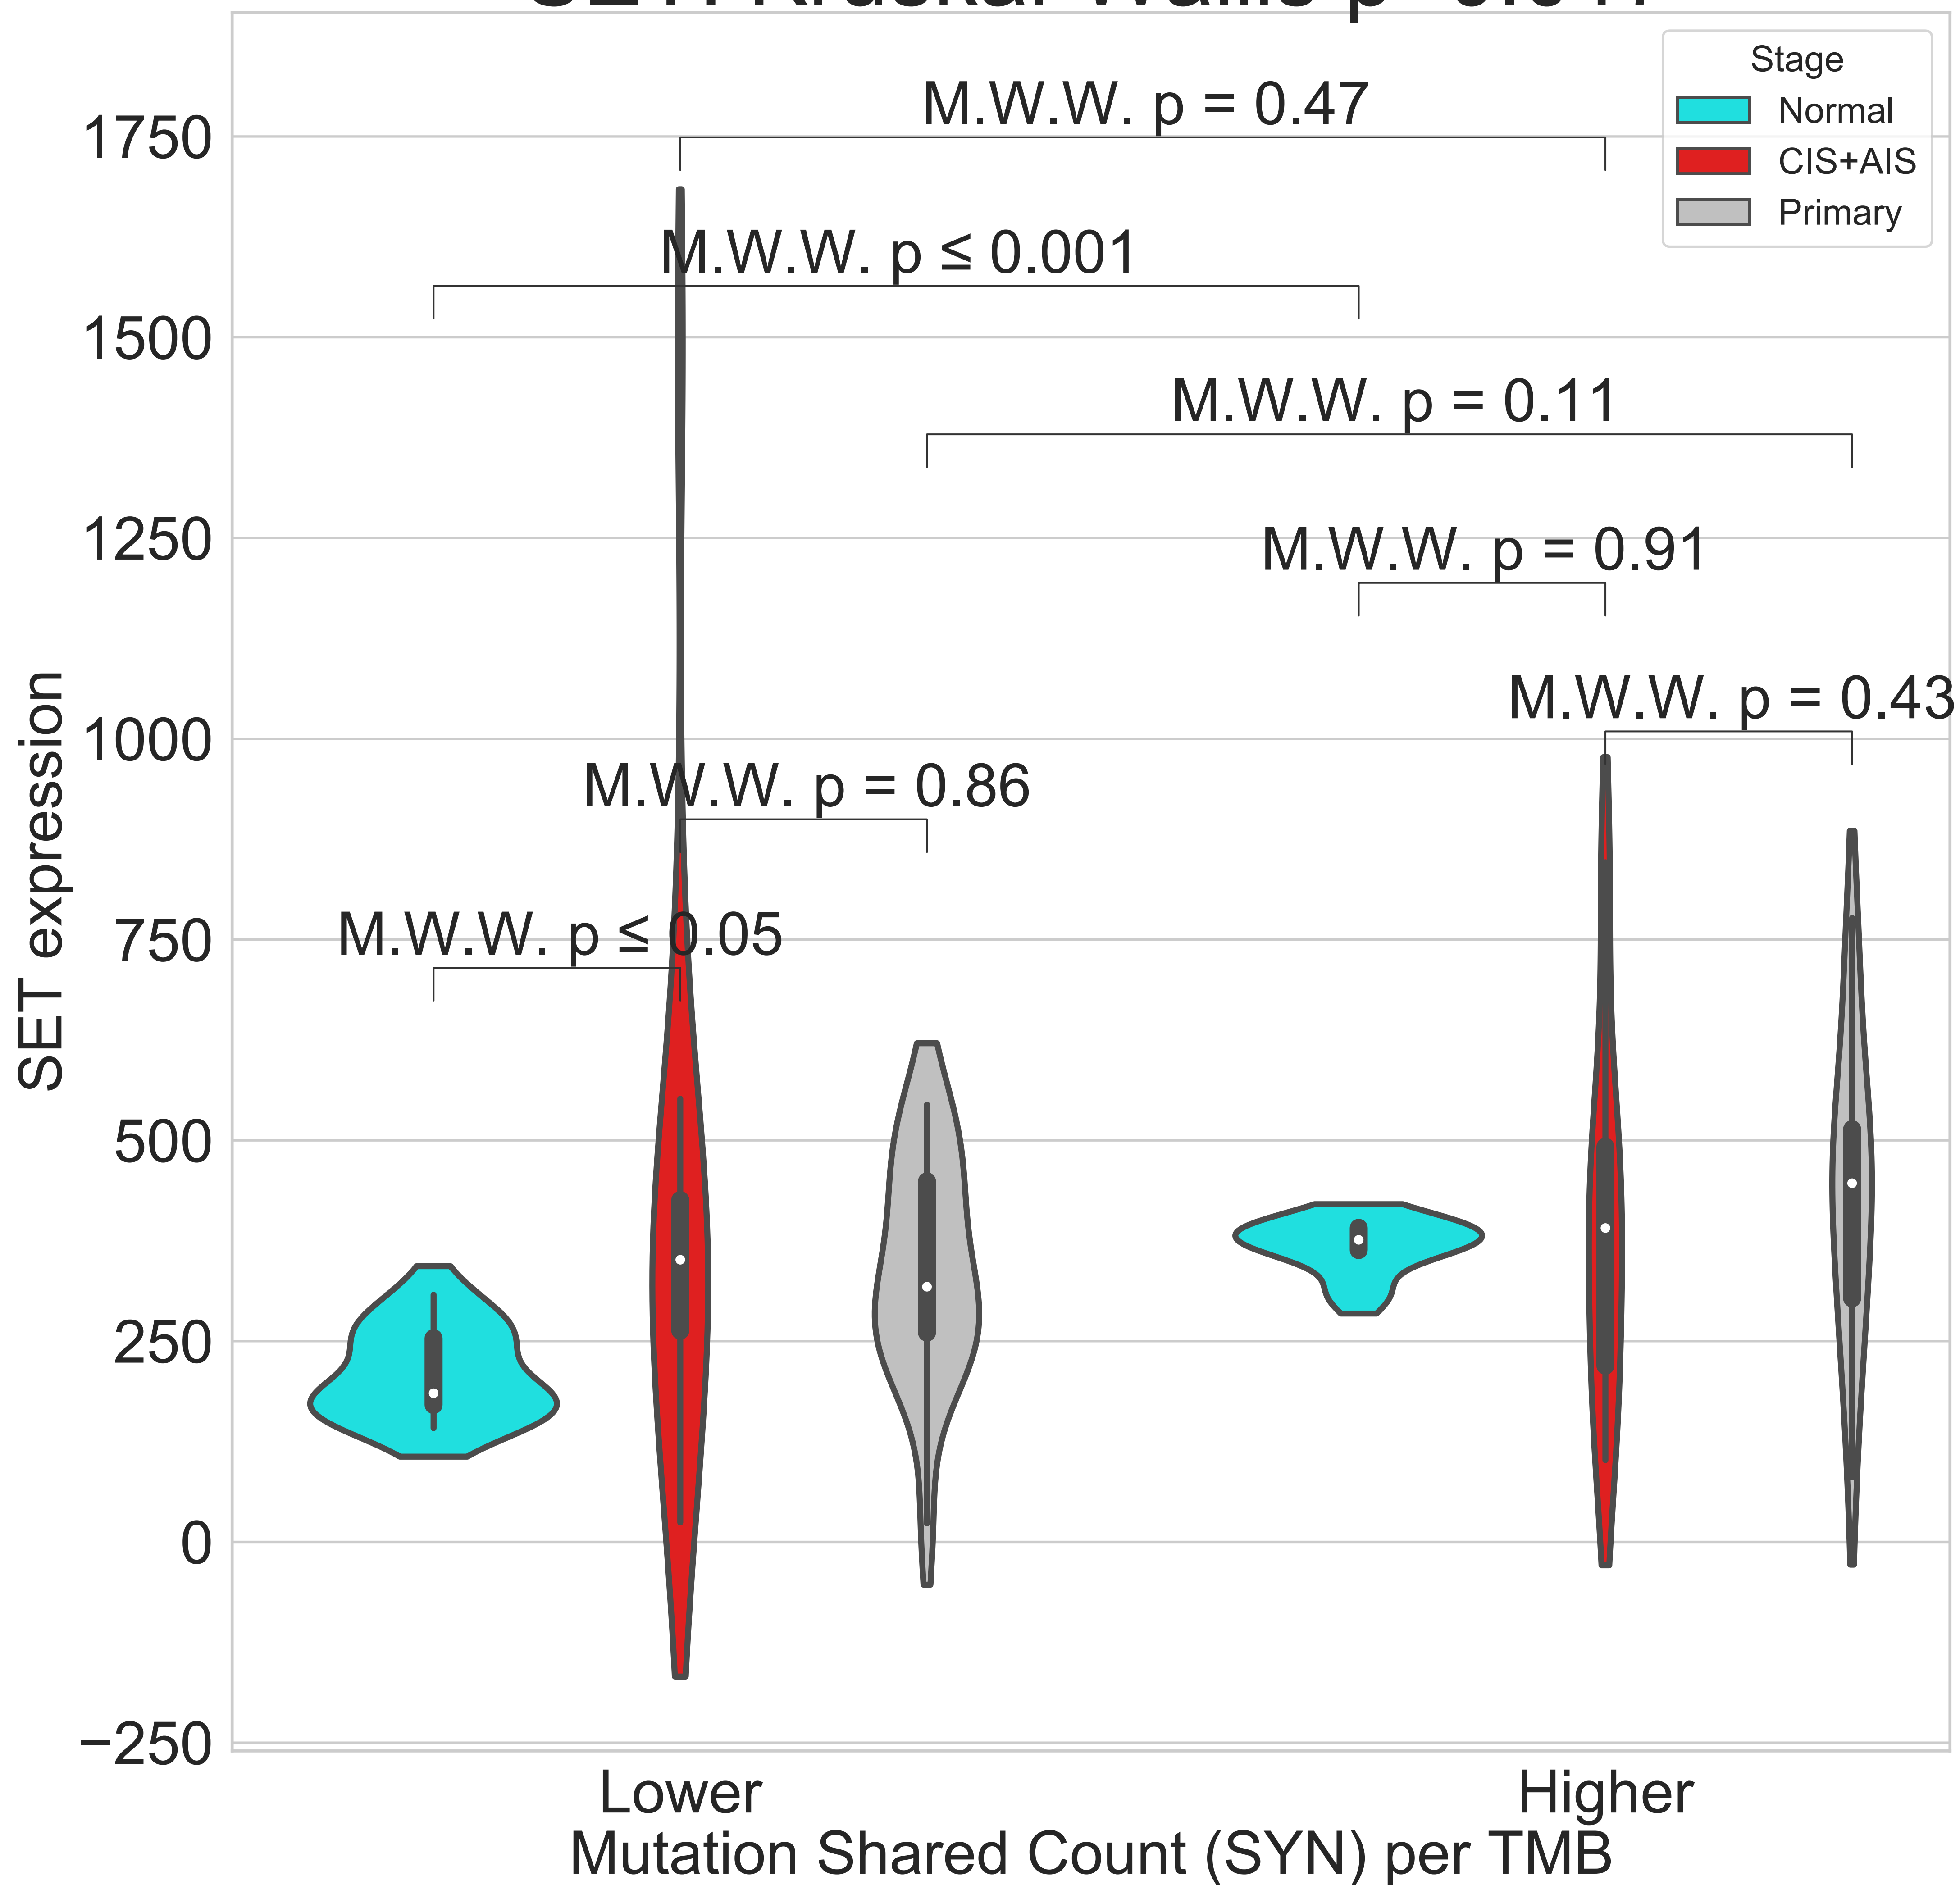 Stage
Normal
CIS+AIS
Primary
M.W.W. p = 0.47
M.W.W. p ≤ 0.001
M.W.W. p = 0.11
M.W.W. p = 0.91
M.W.W. p = 0.43
M.W.W. p = 0.86
M.W.W. p ≤ 0.05
SET expression
1750
1500
1250
1000
750
500
250
0
−250
Lower Higher
Mutation Shared Count (SYN) per TMB